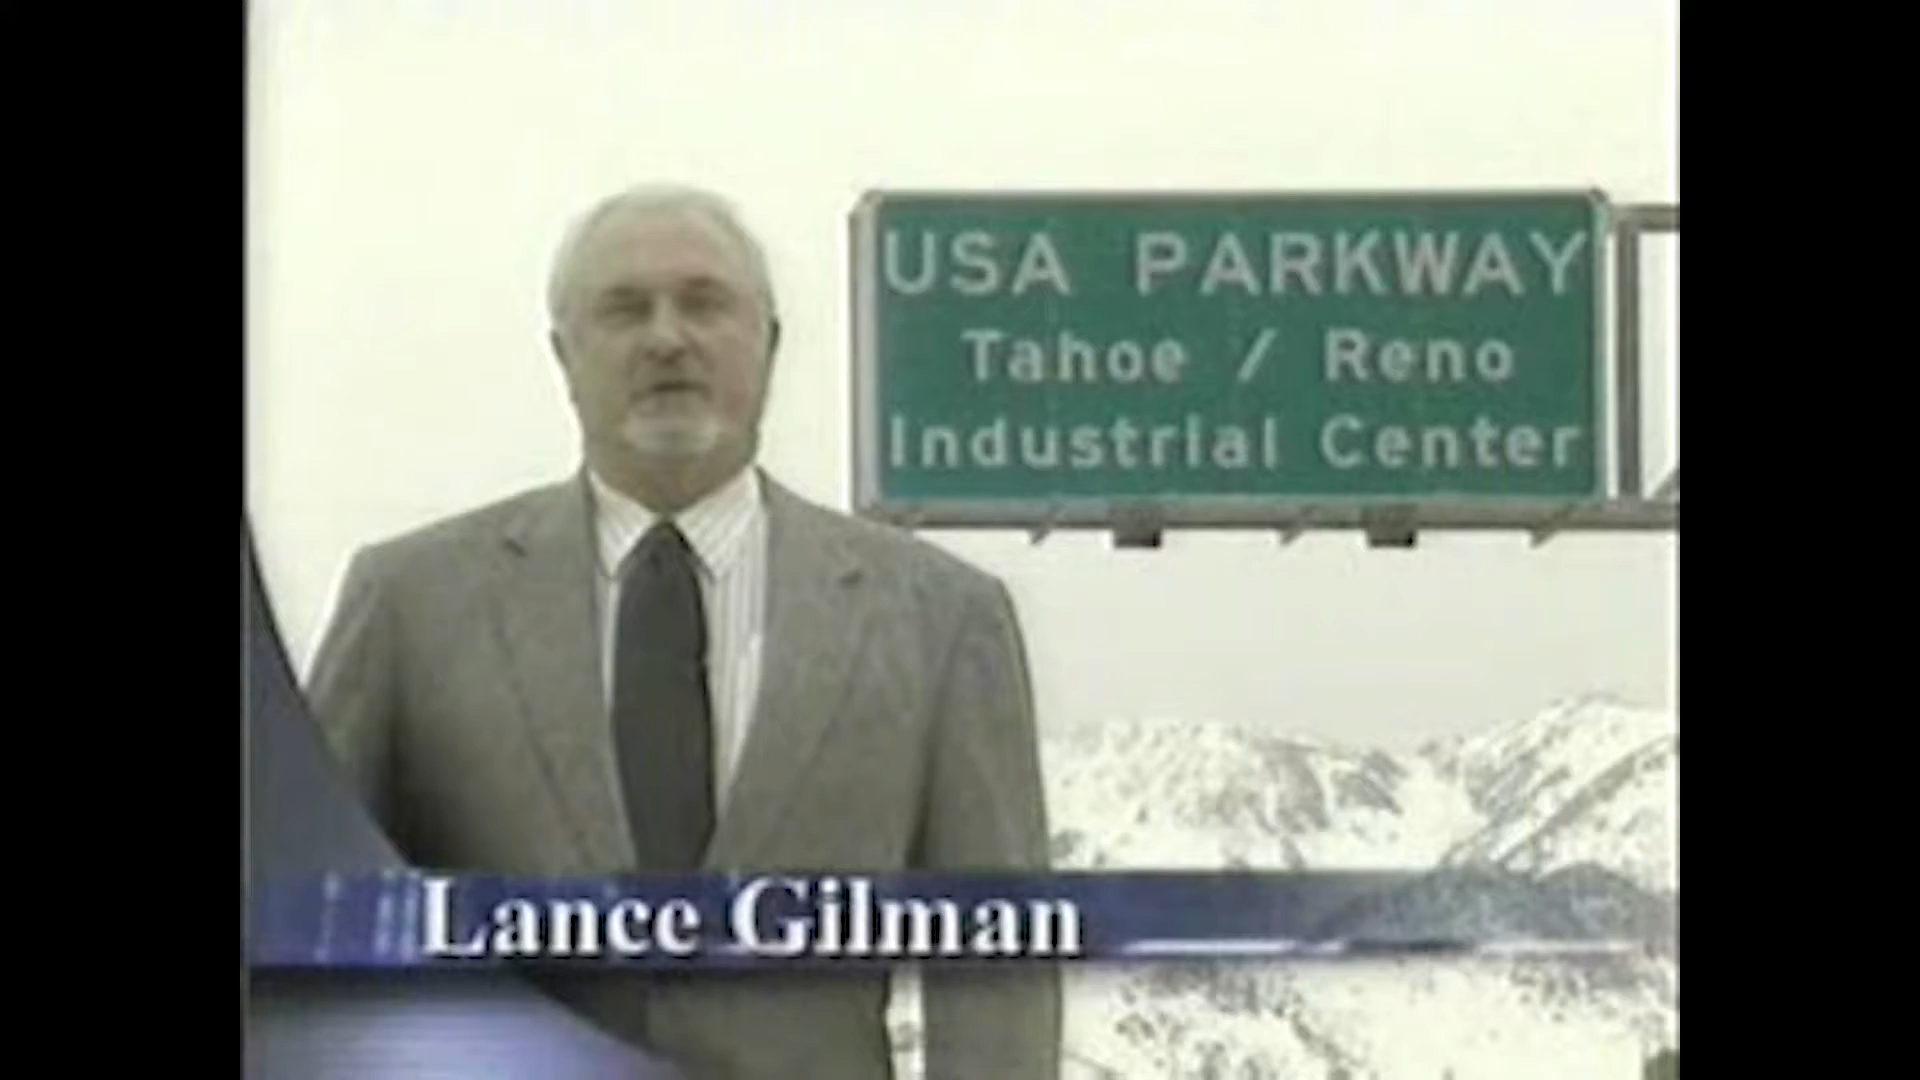 USA PARKWAY
Tahoe / Reno
Industrial Center
Lance Gilman